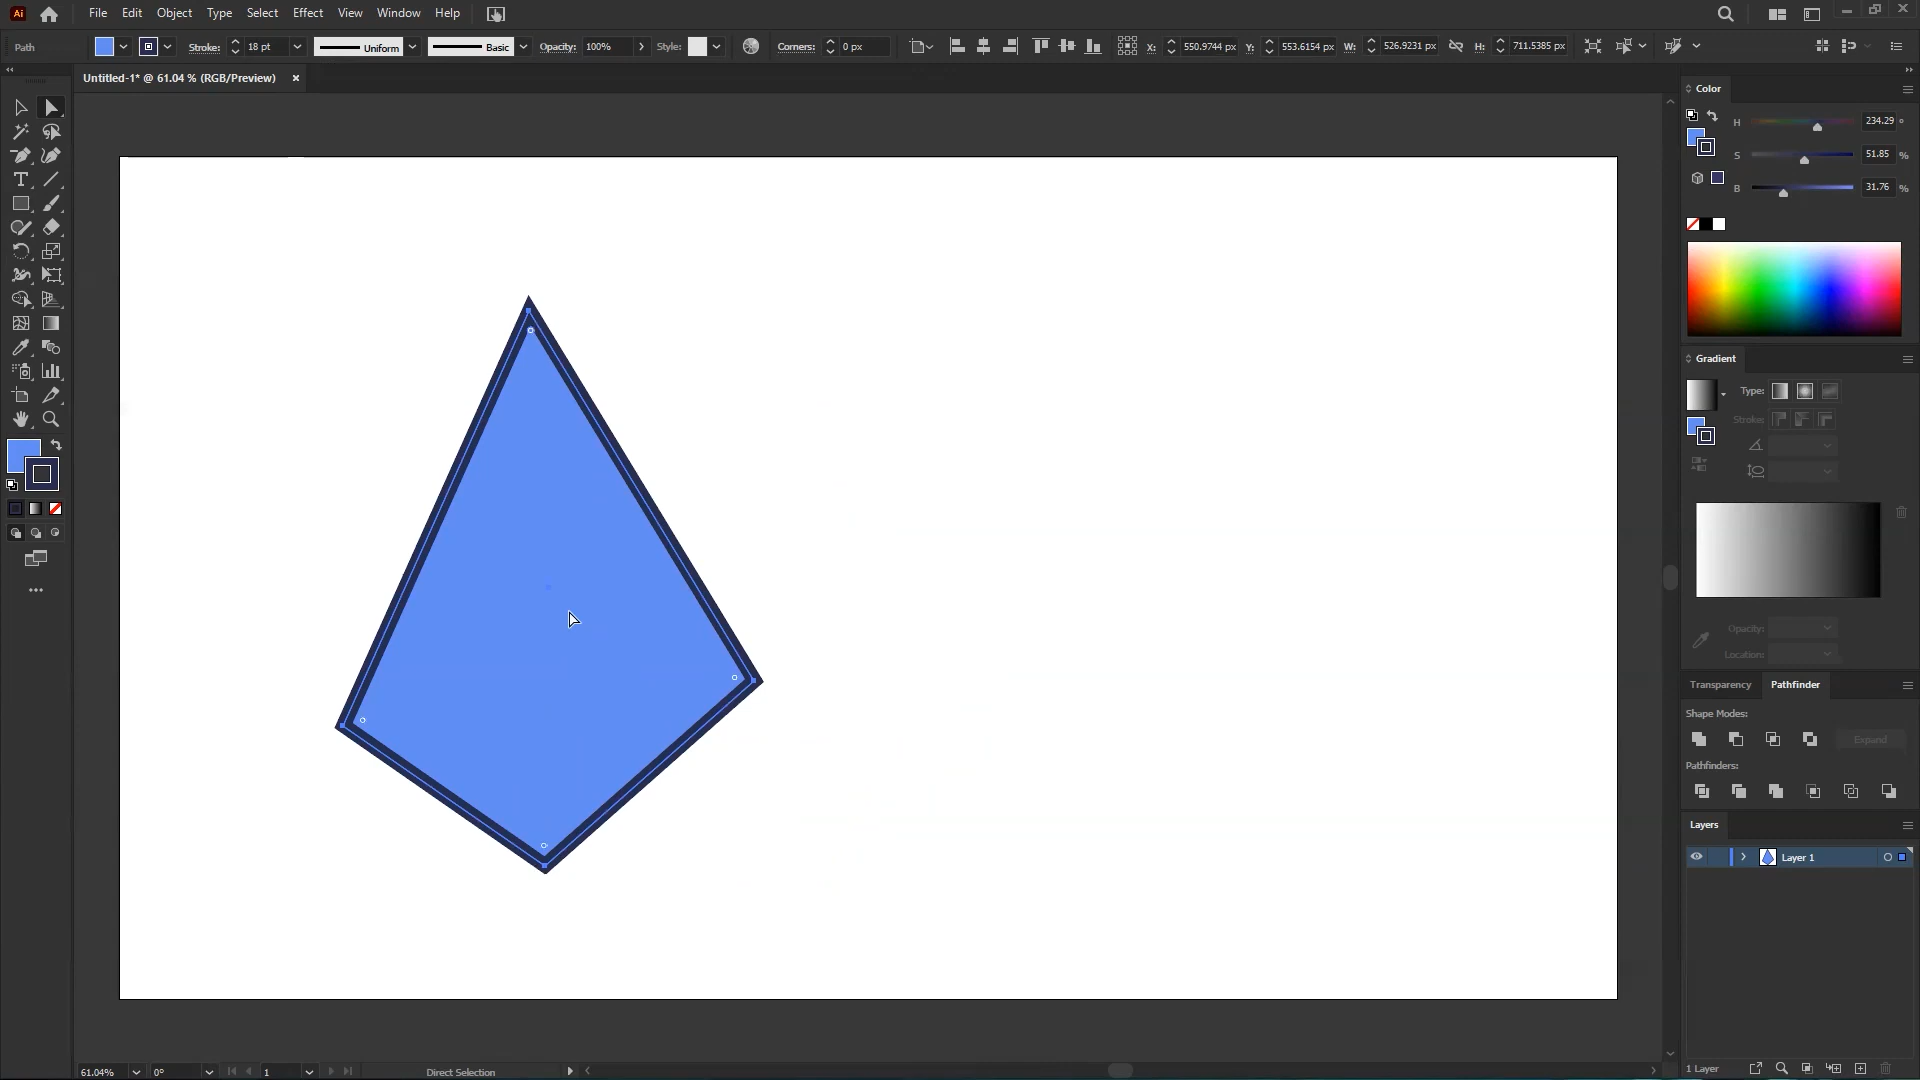 Ai File Edit Object Type Select Effect View Window Help
Path Stroke: 18 pt Uniform Basic Opacity: 100% Style: Corners: 0 px X: 550.9744 px Y: 553.6154 px W: 526.9231 px H: 711.5385 px
Untitled-1* @ 61.04 % (RGB/Preview) ×
Color
H 234.29 °
S 51.85 %
B 31.76 %
Gradient
Type:
Stroke:
Opacity:
Location:
Transparency Pathfinder
Shape Modes:
Expand
Pathfinders:
Layers
Layer 1
1 Layer
61.04% 0° 1 Direct Selection